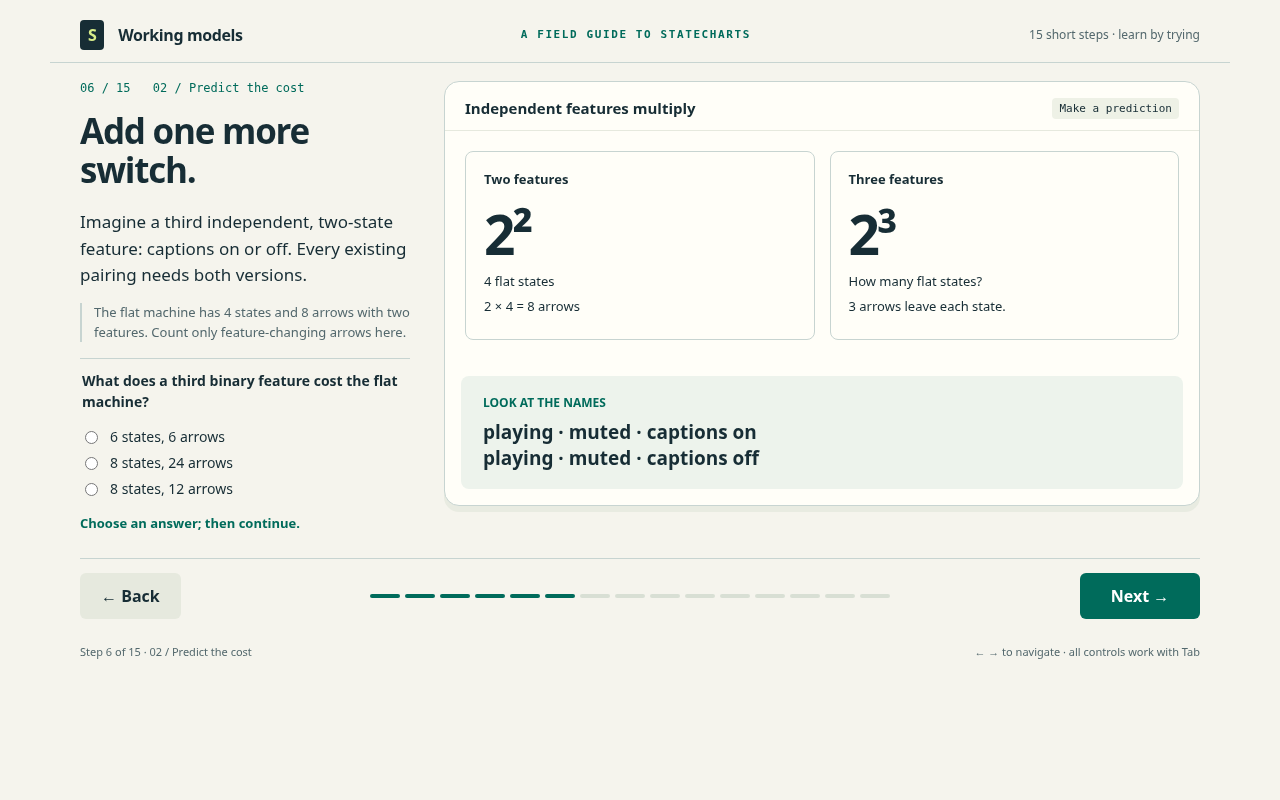 S Working models
A FIELD GUIDE TO STATECHARTS
15 short steps · learn by trying
06 / 15 02 / Predict the cost
Add one more
switch.
Imagine a third independent, two-state
feature: captions on or off. Every existing
pairing needs both versions.
The flat machine has 4 states and 8 arrows with two
features. Count only feature-changing arrows here.
What does a third binary feature cost the flat
machine?
6 states, 6 arrows
8 states, 24 arrows
8 states, 12 arrows
Choose an answer; then continue.
Independent features multiply
Make a prediction
Two features
2²
4 flat states
2 × 4 = 8 arrows
Three features
2³
How many flat states?
3 arrows leave each state.
LOOK AT THE NAMES
playing · muted · captions on
playing · muted · captions off
← Back
Next →
Step 6 of 15 · 02 / Predict the cost
← → to navigate · all controls work with Tab